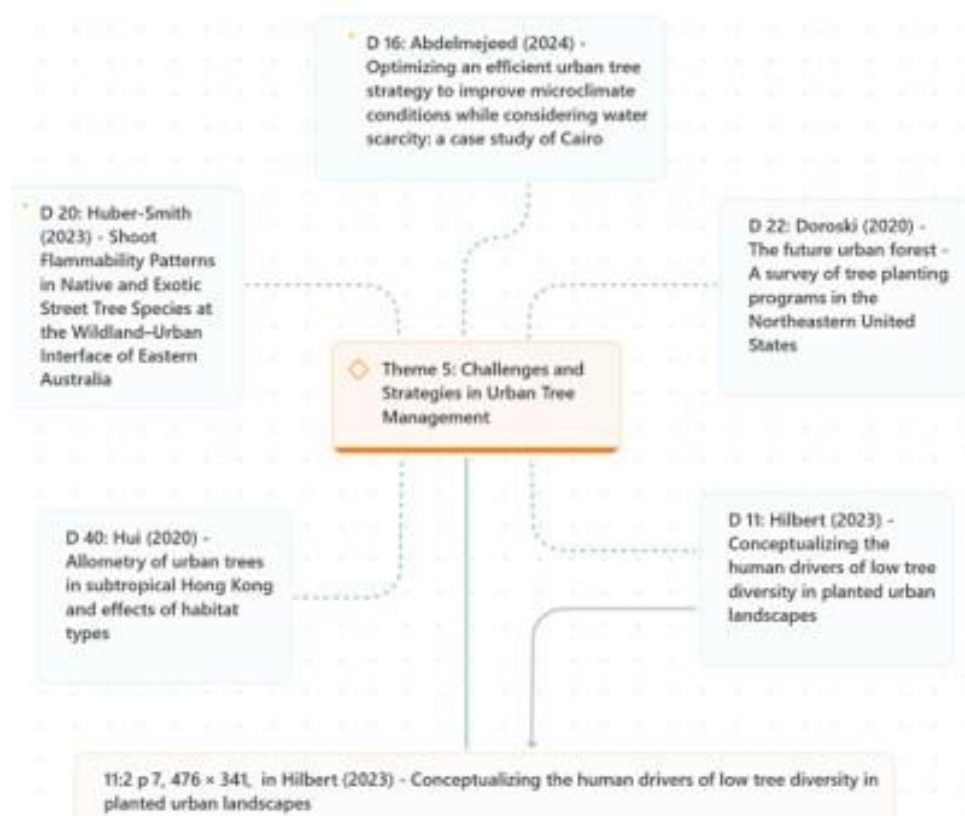 D 16: Abdelmejeed (2024) -
Optimizing an efficient urban tree
strategy to improve microclimate
conditions while considering water
scarcity: a case study of Cairo
D 20: Huber-Smith
(2023) - Shoot
Flammability Patterns
in Native and Exotic
Street Tree Species at
the Wildland–Urban
Interface of Eastern
Australia
D 22: Doroski (2020) -
The future urban forest -
A survey of tree planting
programs in the
Northeastern United
States
Theme 5: Challenges and
Strategies in Urban Tree
Management
D 40: Hui (2020) -
Allometry of urban trees
in subtropical Hong Kong
and effects of habitat
types
D 11: Hilbert (2023) -
Conceptualizing the
human drivers of low tree
diversity in planted urban
landscapes
11:2 p 7, 476 × 341, in Hilbert (2023) - Conceptualizing the human drivers of low tree diversity in
planted urban landscapes